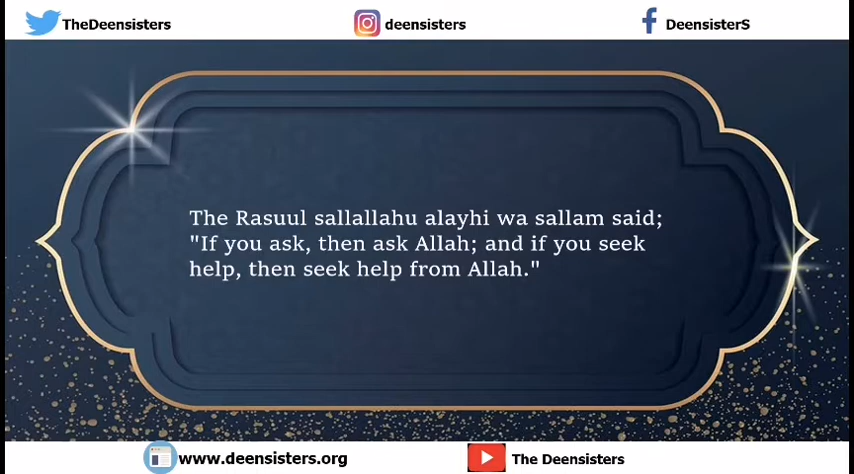 TheDeensisters
deensisters
DeensisterS
The Rasuul sallallahu alayhi wa sallam said;
"If you ask, then ask Allah; and if you seek
help, then seek help from Allah."
www.deensisters.org
The Deensisters